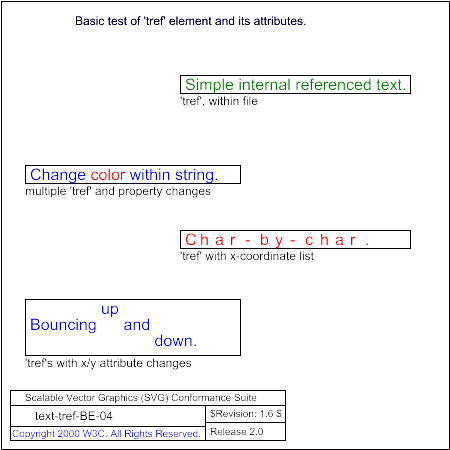 Basic test of 'tref' element and its attributes.
Simple internal referenced text.
'tref', within file
Change color within string.
multiple 'tref' and property changes
Char-by-char.
'tref' with x-coordinate list
up
Bouncing and
down.
'tref's with x/y attribute changes
Scalable Vector Graphics (SVG) Conformance Suite
text-tref-BE-04
$Revision: 1.6 $
Copyright 2000 W3C. All Rights Reserved.
Release 2.0